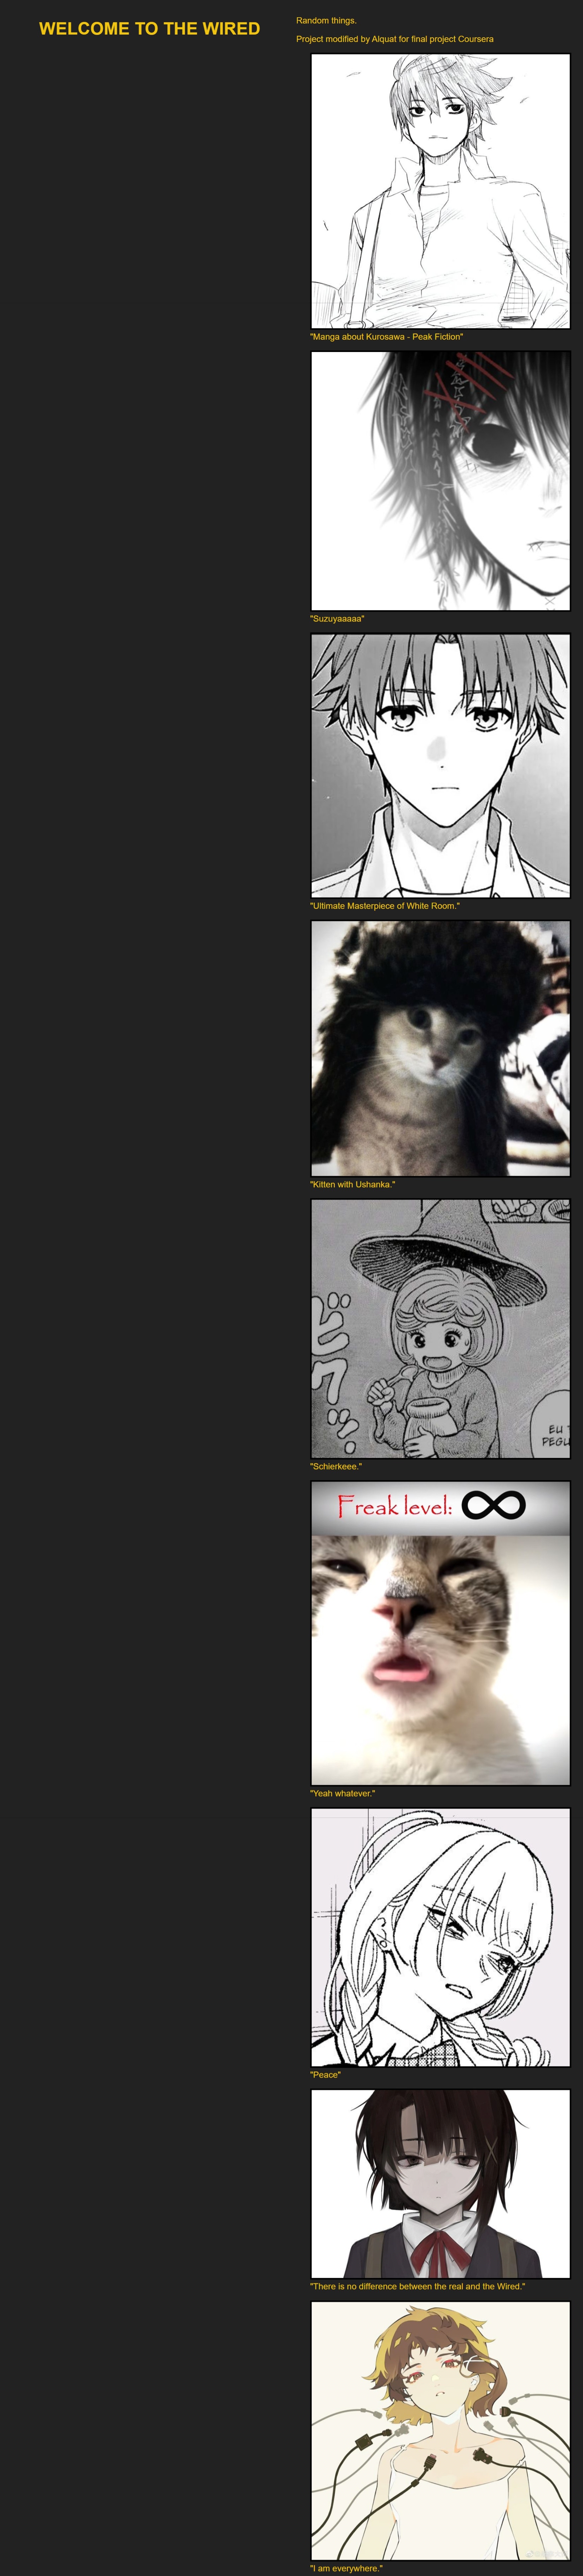 WELCOME TO THE WIRED
Random things.
Project modified by Alquat for final project Coursera
"Manga about Kurosawa - Peak Fiction"
"Suzuyaaaaa"
"Ultimate Masterpiece of White Room."
"Kitten with Ushanka."
ビクッ
EU
PEGU
"Schierkeee."
Freak level: ∞
"Yeah whatever."
"Peace"
"There is no difference between the real and the Wired."
"I am everywhere."